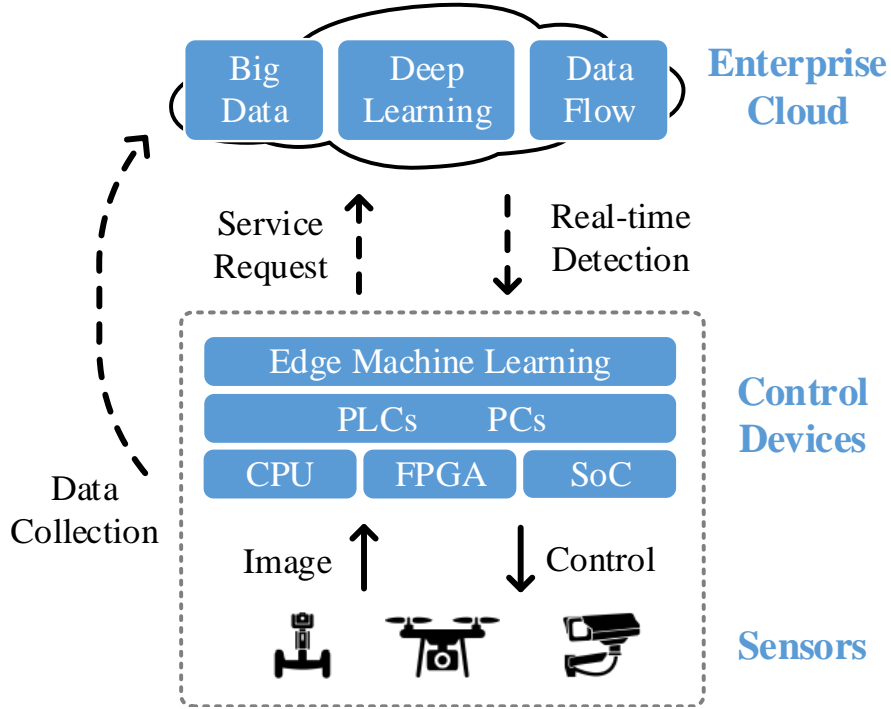 Big
Data
Deep
Learning
Data
Flow
Enterprise
Cloud
Service
Request
Real-time
Detection
Edge Machine Learning
PLCs PCs
CPU FPGA SoC
Control
Devices
Data
Collection
Image
Control
Sensors